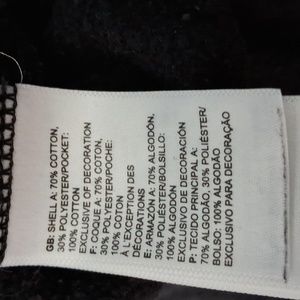 GB: SHELL A: 70% COTTON,
30% POLYESTER/POCKET:
100% COTTON
EXCLUSIVE OF DECORATION
F: COQUE A: 70% COTON,
30% POLYESTER/POCHE:
100% COTON
À L'EXCEPTION DES
DÉCORATIONS
E: ARMAZON A: 70% ALGODÓN,
30% POLIÉSTER/BOLSILLO:
100% ALGODÓN
EXCLUSIVO DE DECORACIÓN
P: TECIDO PRINCIPAL A:
70% ALGODÃO, 30% POLIÉSTER/
BOLSO: 100% ALGODÃO
EXCLUSIVO PARA DECORAÇÃO